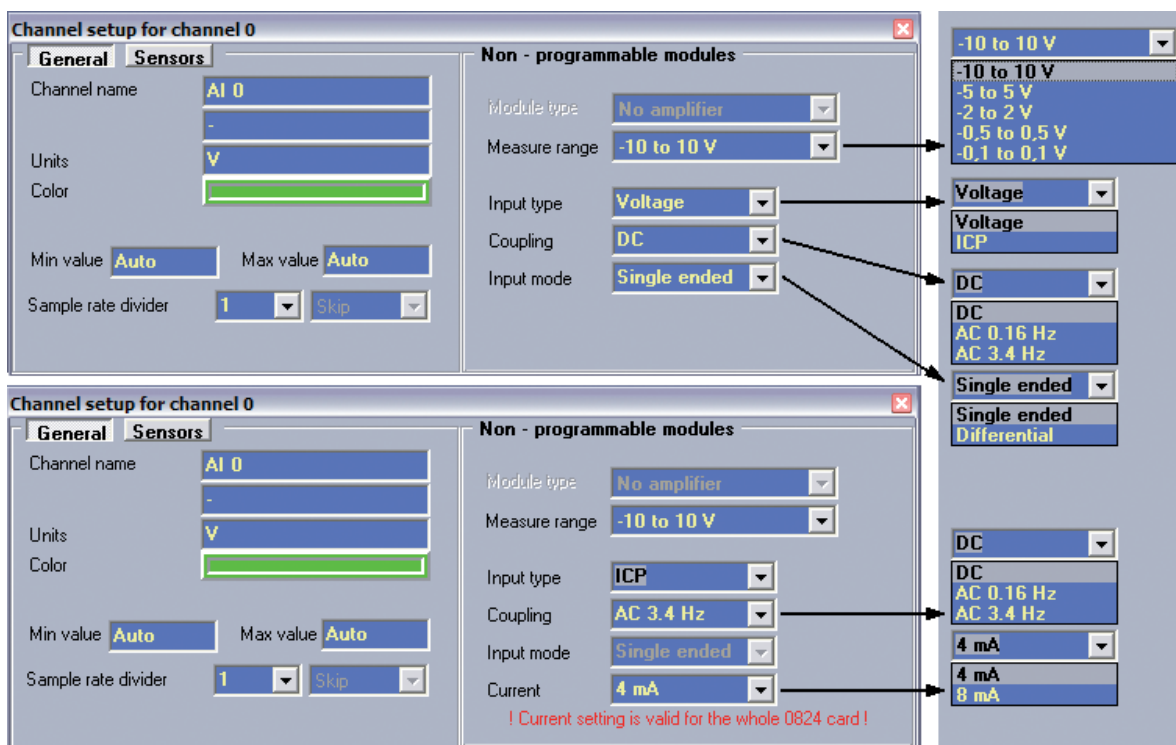 Channel setup for channel 0
General Sensors
Channel name AI 0
-
Units V
Color
Min value Auto Max value Auto
Sample rate divider 1 Skip
Non - programmable modules
Module type No amplifier
Measure range -10 to 10 V
Input type Voltage
Coupling DC
Input mode Single ended
-10 to 10 V
-10 to 10 V
-5 to 5 V
-2 to 2 V
-0,5 to 0,5 V
-0,1 to 0,1 V
Voltage
Voltage
ICP
DC
DC
AC 0.16 Hz
AC 3.4 Hz
Single ended
Single ended
Differential
Channel setup for channel 0
General Sensors
Channel name AI 0
-
Units V
Color
Min value Auto Max value Auto
Sample rate divider 1 Skip
Non - programmable modules
Module type No amplifier
Measure range -10 to 10 V
Input type ICP
Coupling AC 3.4 Hz
Input mode Single ended
Current 4 mA
! Current setting is valid for the whole 0824 card !
DC
DC
AC 0.16 Hz
AC 3.4 Hz
4 mA
4 mA
8 mA